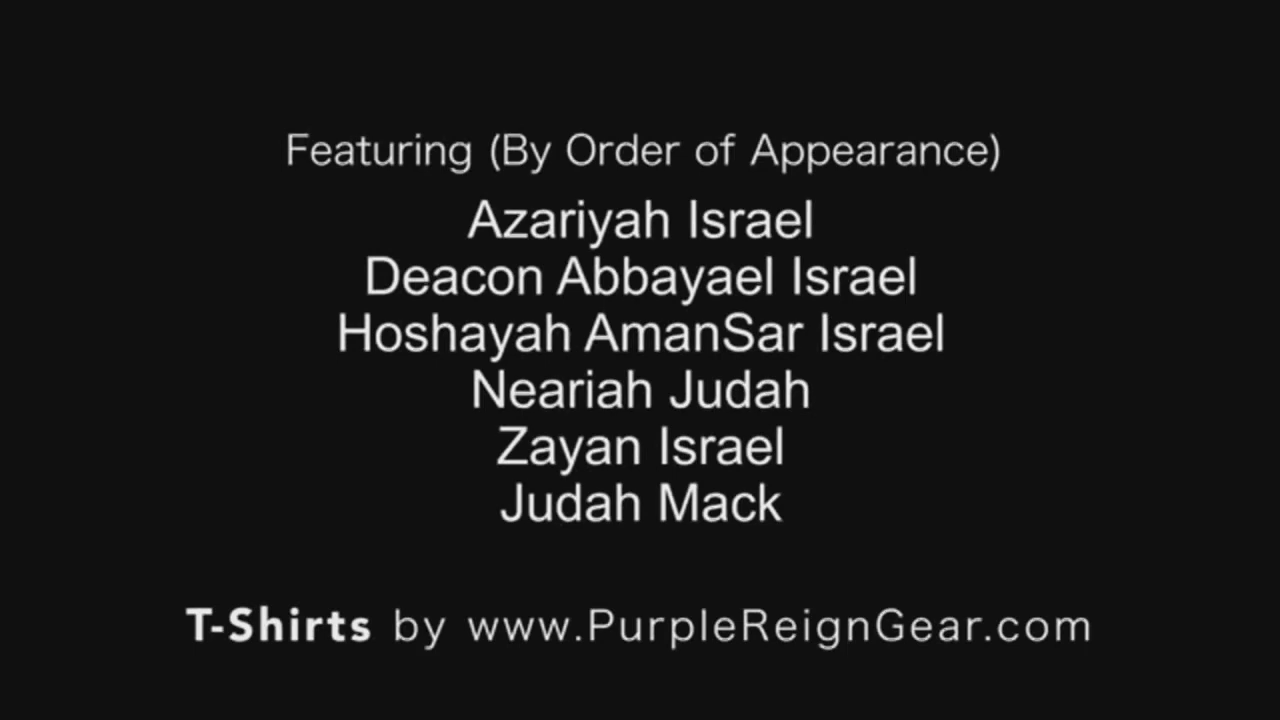 Featuring (By Order of Appearance)
Azariyah Israel
Deacon Abbayael Israel
Hoshayah AmanSar Israel
Neariah Judah
Zayan Israel
Judah Mack
T-Shirts by www.PurpleReignGear.com